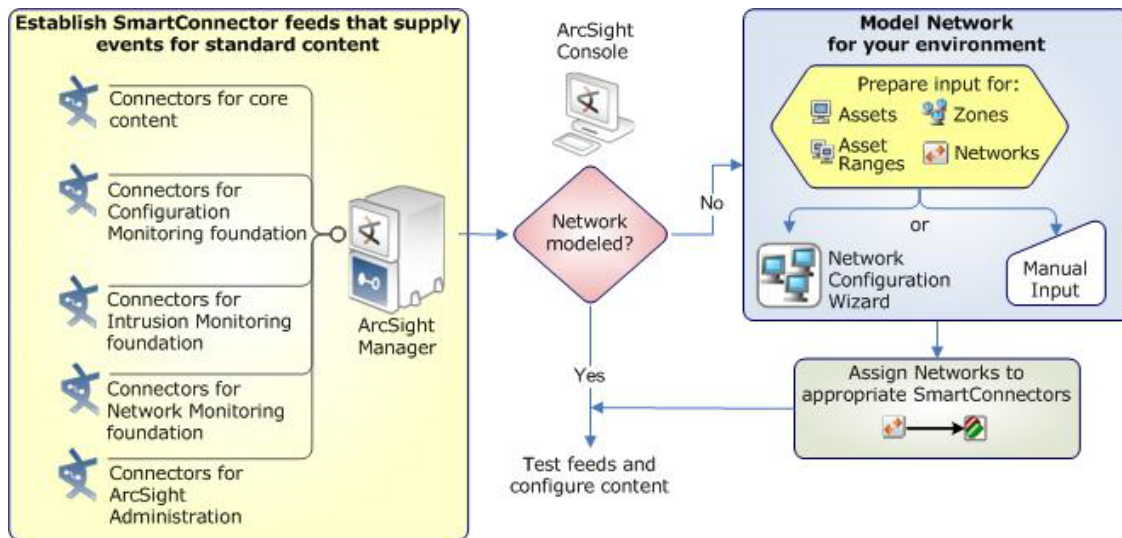 Establish SmartConnector feeds that supply
events for standard content
Connectors for core
content
Connectors for
Configuration
Monitoring foundation
Connectors for
Intrusion Monitoring
foundation
Connectors for
Network Monitoring
foundation
Connectors for
ArcSight
Administration
ArcSight
Manager
ArcSight
Console
Network
modeled?
No
Yes
Test feeds and
configure content
Model Network
for your environment
Prepare input for:
Assets
Zones
Asset
Ranges
Networks
or
Network
Configuration
Wizard
Manual
Input
Assign Networks to
appropriate SmartConnectors